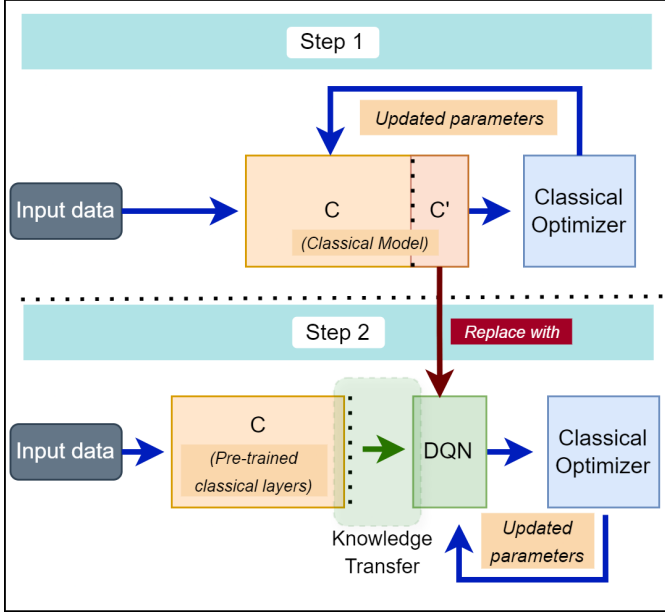 Step 1
Updated parameters
Input data
C
C'
(Classical Model)
Classical
Optimizer
Step 2
Replace with
Input data
C
(Pre-trained
classical layers)
DQN
Classical
Optimizer
Knowledge
Transfer
Updated
parameters